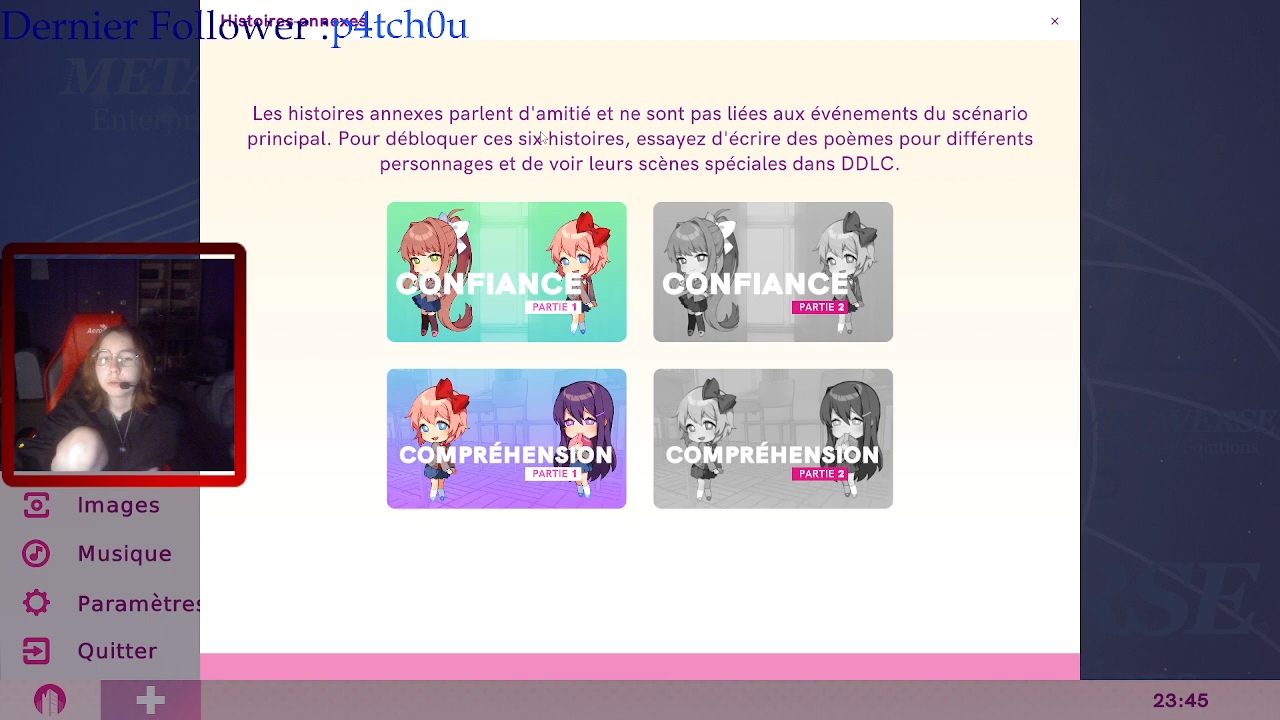 Dernier Follower :p4tch0u
Histoires annexes
×
Les histoires annexes parlent d'amitié et ne sont pas liées aux événements du scénario
principal. Pour débloquer ces six histoires, essayez d'écrire des poèmes pour différents
personnages et de voir leurs scènes spéciales dans DDLC.
CONFIANCE
PARTIE 1
CONFIANCE
PARTIE 2
COMPRÉHENSION
PARTIE 1
COMPRÉHENSION
PARTIE 2
Images
Musique
Paramètres
Quitter
23:45